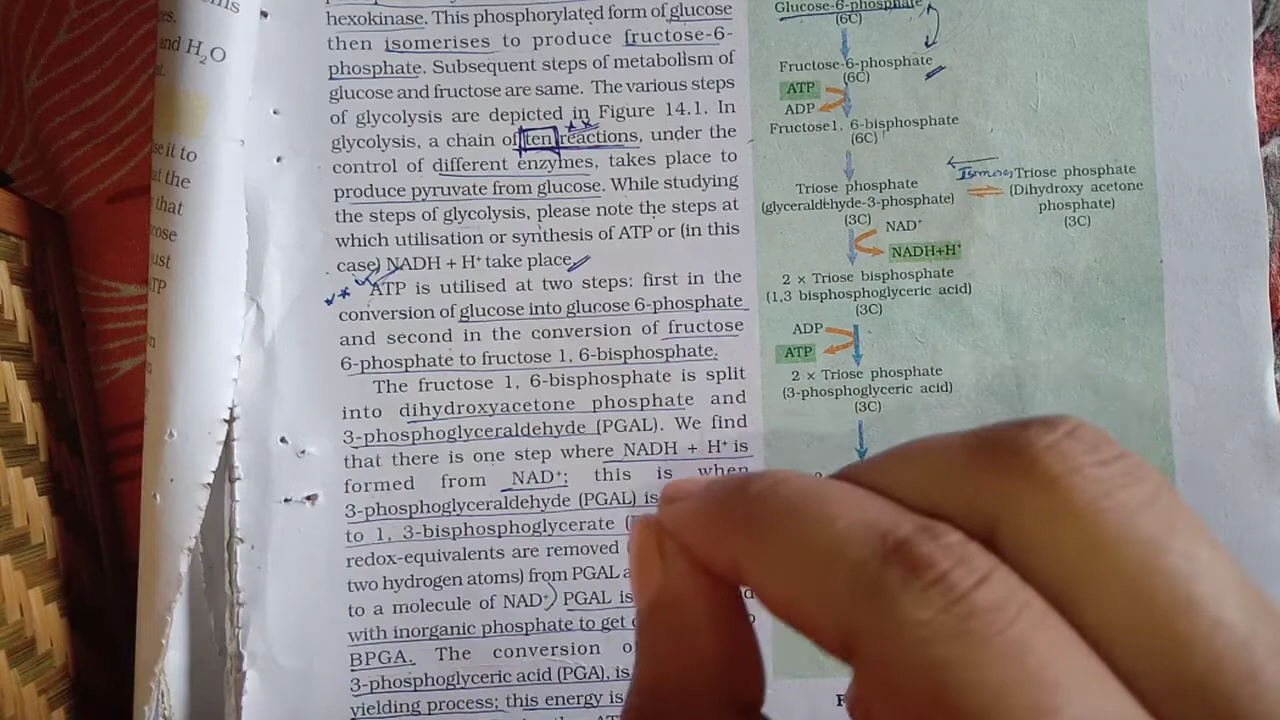 es.
and H2O
se it to
at the
that
just
hexokinase. This phosphorylated form of glucose
then isomerises to produce fructose-6-
phosphate. Subsequent steps of metabolism of
glucose and fructose are same. The various steps
of glycolysis are depicted in Figure 14.1. In
glycolysis, a chain of ten reactions, under the
control of different enzymes, takes place to
produce pyruvate from glucose. While studying
the steps of glycolysis, please note the steps at
which utilisation or synthesis of ATP or (in this
case) NADH + H⁺ take place.
ATP is utilised at two steps: first in the
conversion of glucose into glucose 6-phosphate
and second in the conversion of fructose
6-phosphate to fructose 1, 6-bisphosphate.
The fructose 1, 6-bisphosphate is split
into dihydroxyacetone phosphate and
3-phosphoglyceraldehyde (PGAL). We find
that there is one step where NADH + H⁺ is
formed from NAD⁺; this is when
3-phosphoglyceraldehyde (PGAL) is
to 1, 3-bisphosphoglycerate (
redox-equivalents are removed (
two hydrogen atoms) from PGAL a
to a molecule of NAD⁺) PGAL is
with inorganic phosphate to get
BPGA. The conversion o
3-phosphoglyceric acid (PGA), is
yielding process; this energy is
Glucose-6-phosphate
(6C)
Fructose-6-phosphate
(6C)
ATP
ADP
Fructose1, 6-bisphosphate
(6C)
Triose phosphate
(glyceraldehyde-3-phosphate)
(3C)
Triose phosphate
(Dihydroxy acetone
phosphate)
(3C)
NAD⁺
NADH+H⁺
2 × Triose bisphosphate
(1,3 bisphosphoglyceric acid)
(3C)
ADP
ATP
2 × Triose phosphate
(3-phosphoglyceric acid)
(3C)